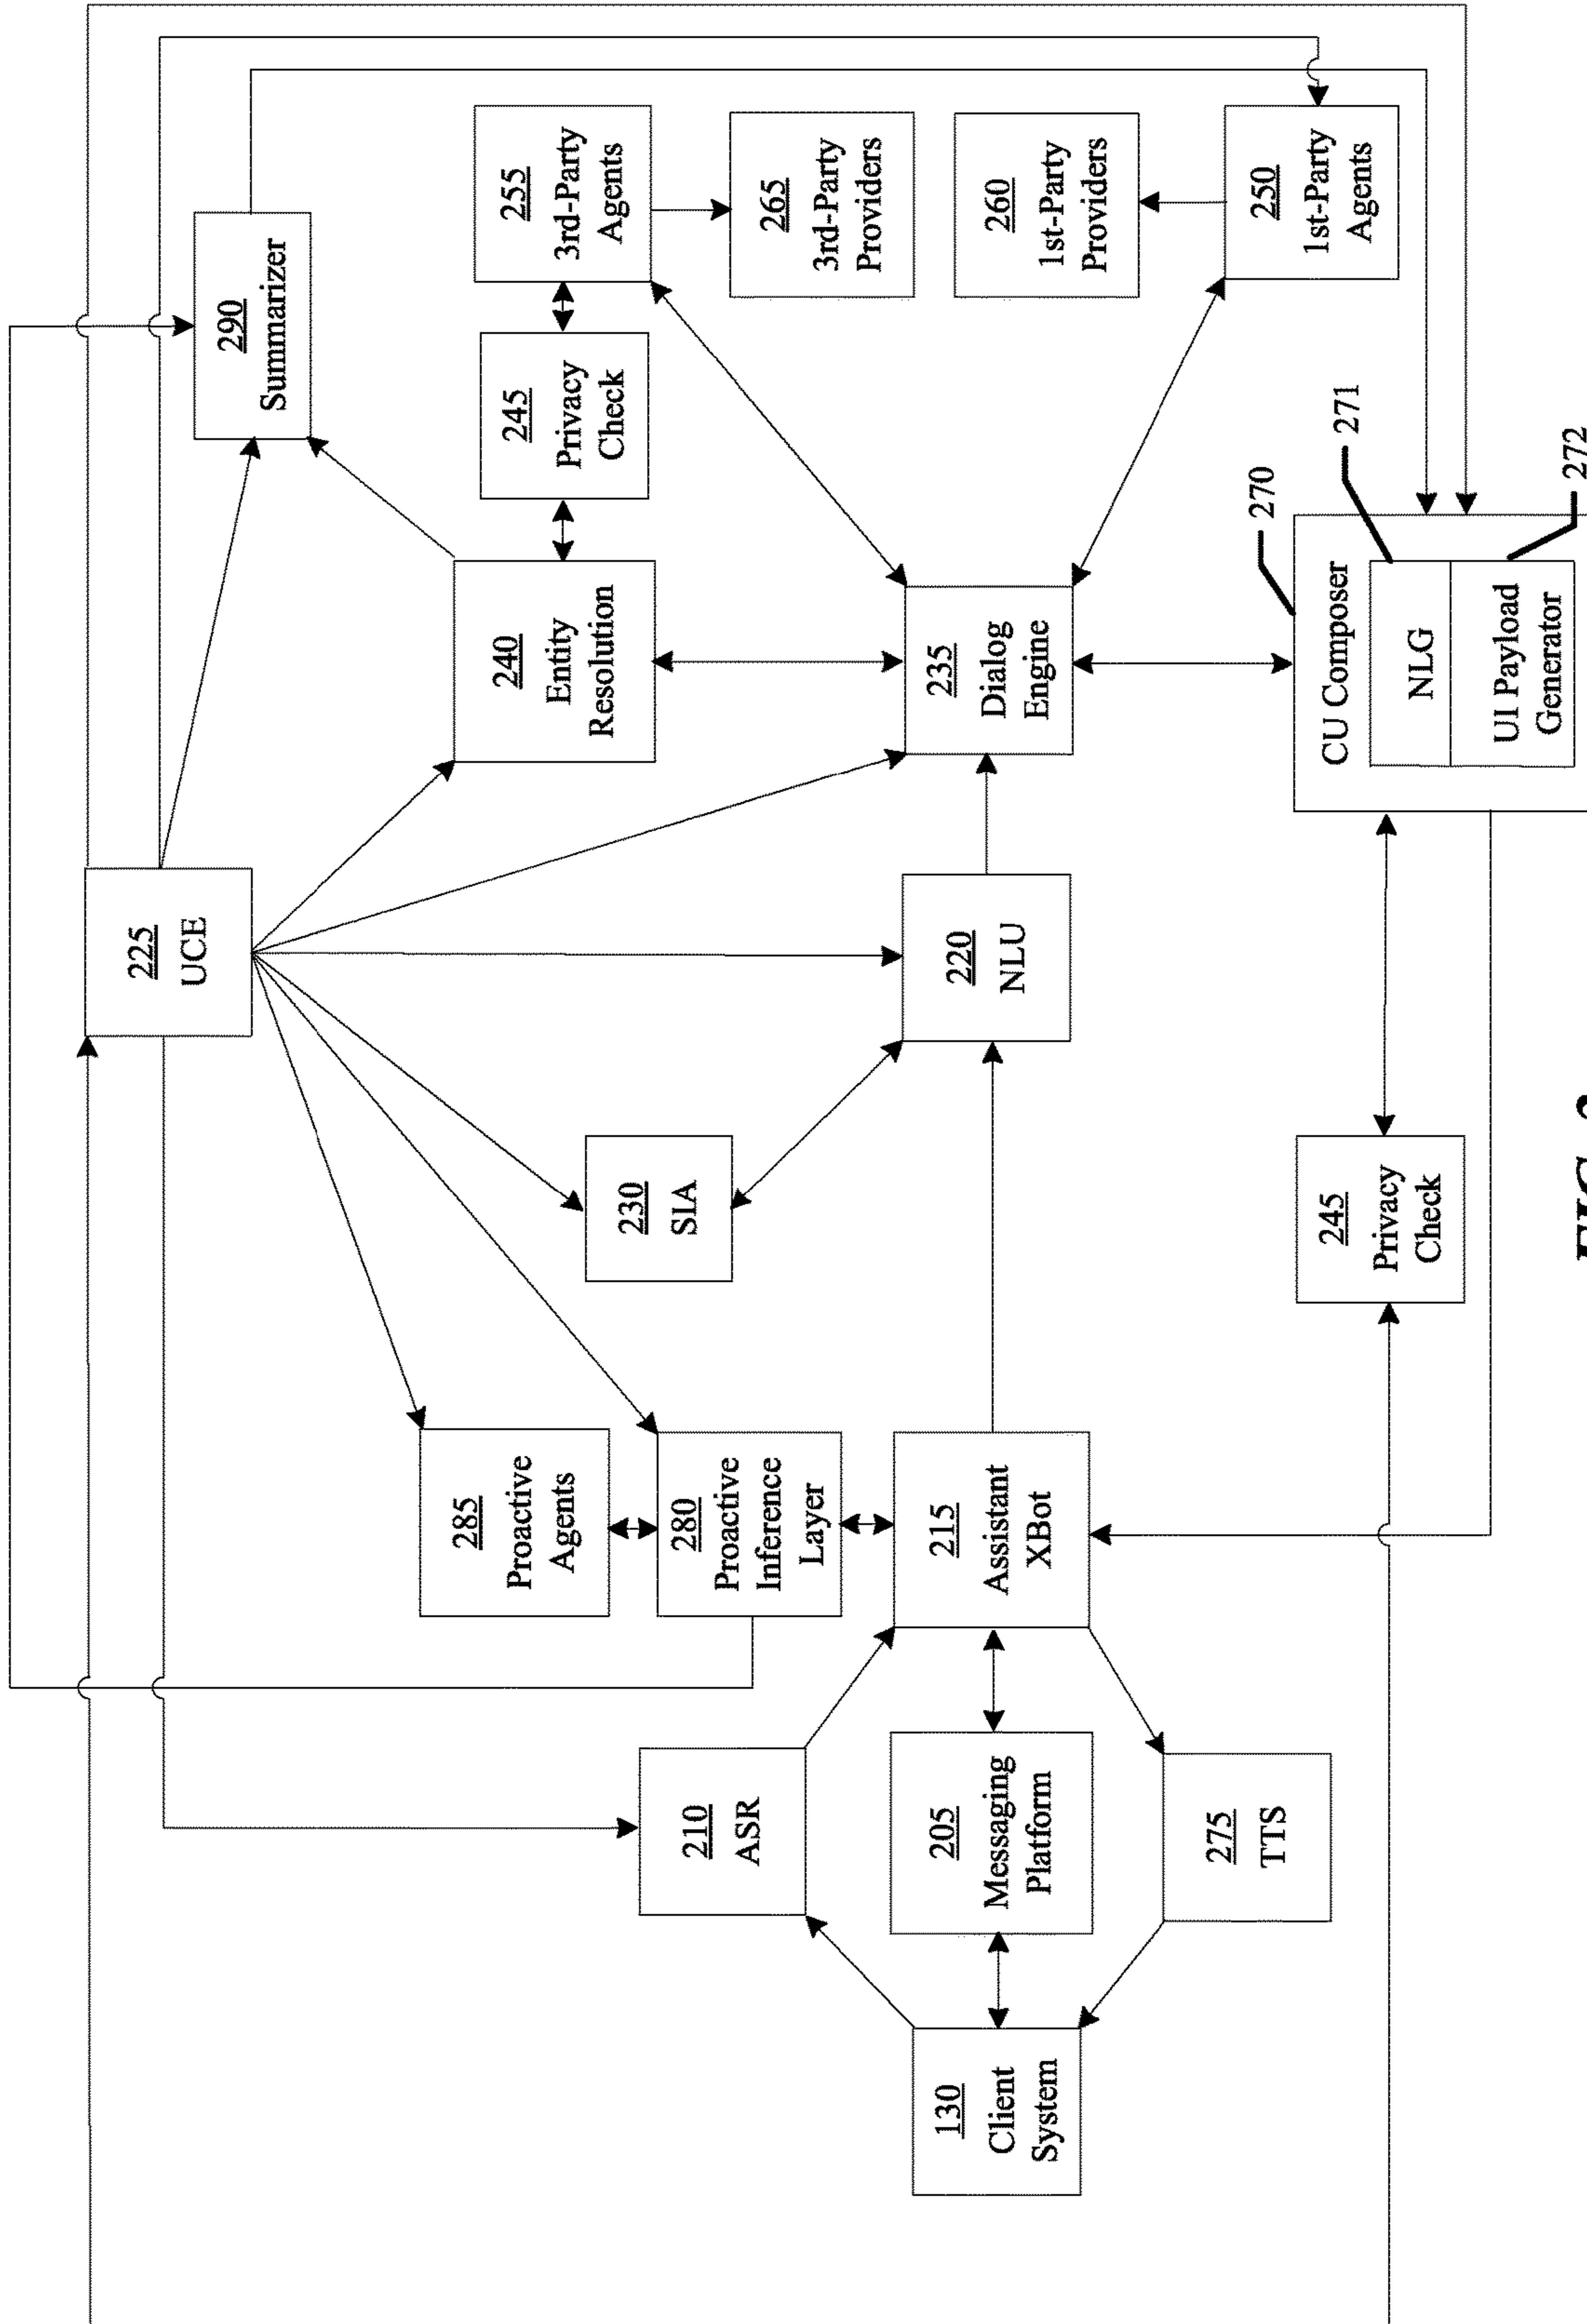 225
UCE
290
Summarizer
285
Proactive
Agents
240
Entity
Resolution
245
Privacy
Check
255
3rd-Party
Agents
230
SIA
210
ASR
280
Proactive
Inference
Layer
265
3rd-Party
Providers
130
Client
System
205
Messaging
Platform
215
Assistant
XBot
220
NLU
235
Dialog
Engine
260
1st-Party
Providers
275
TTS
245
Privacy
Check
250
1st-Party
Agents
270
CU Composer
271
NLG
272
UI Payload
Generator
FIG. 2